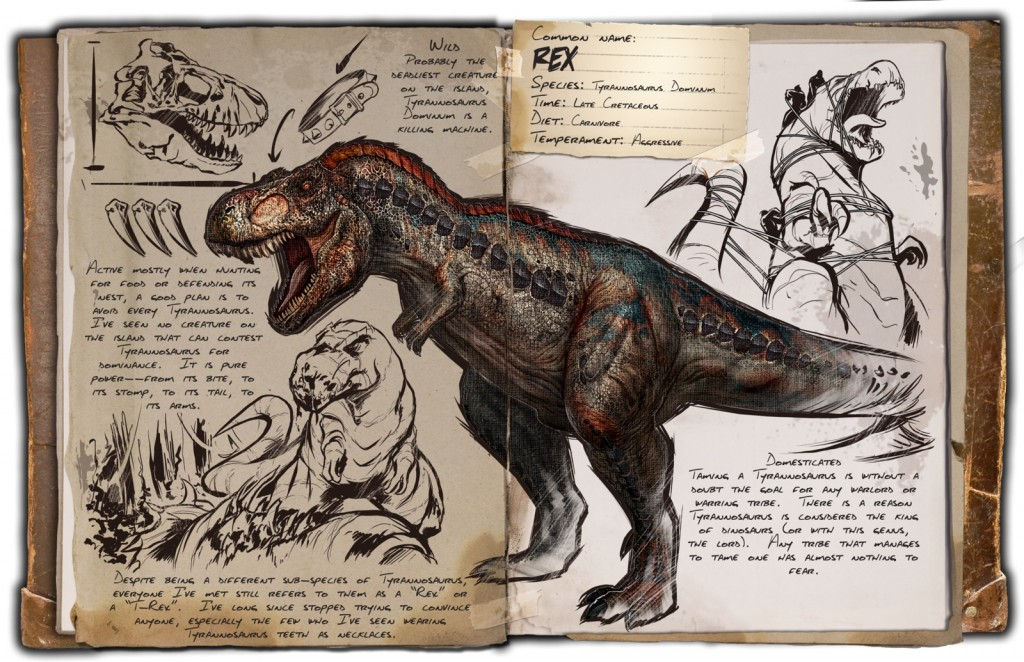 Wild
Probably the
deadliest creature
on the island,
Tyrannosaurus
Dominum is a
killing machine.
Active mostly when hunting
for food or defending its
nest, a good plan is to
avoid every Tyrannosaurus.
I've seen no creature on
the island that can contest
Tyrannosaurus for
dominance. It is pure
power--from its bite, to
its stomp, to its tail, to
its arms.
Despite being a different sub-species of Tyrannosaurus,
everyone I've met still refers to them as a "Rex" or
a "T-Rex". I've long since stopped trying to convince
anyone, especially the few who I've seen wearing
Tyrannosaurus teeth as necklaces.
Common name:
REX
Species: Tyrannosaurus Dominum
Time: Late Cretaceous
Diet: Carnivore
Temperament: Aggressive
Domesticated
Taming a Tyrannosaurus is without a
doubt the goal for any warlord or
warring tribe. There is a reason
Tyrannosaurus is considered the king
of dinosaurs (or with this genus,
the lord). Any tribe that manages
to tame one has almost nothing to
fear.